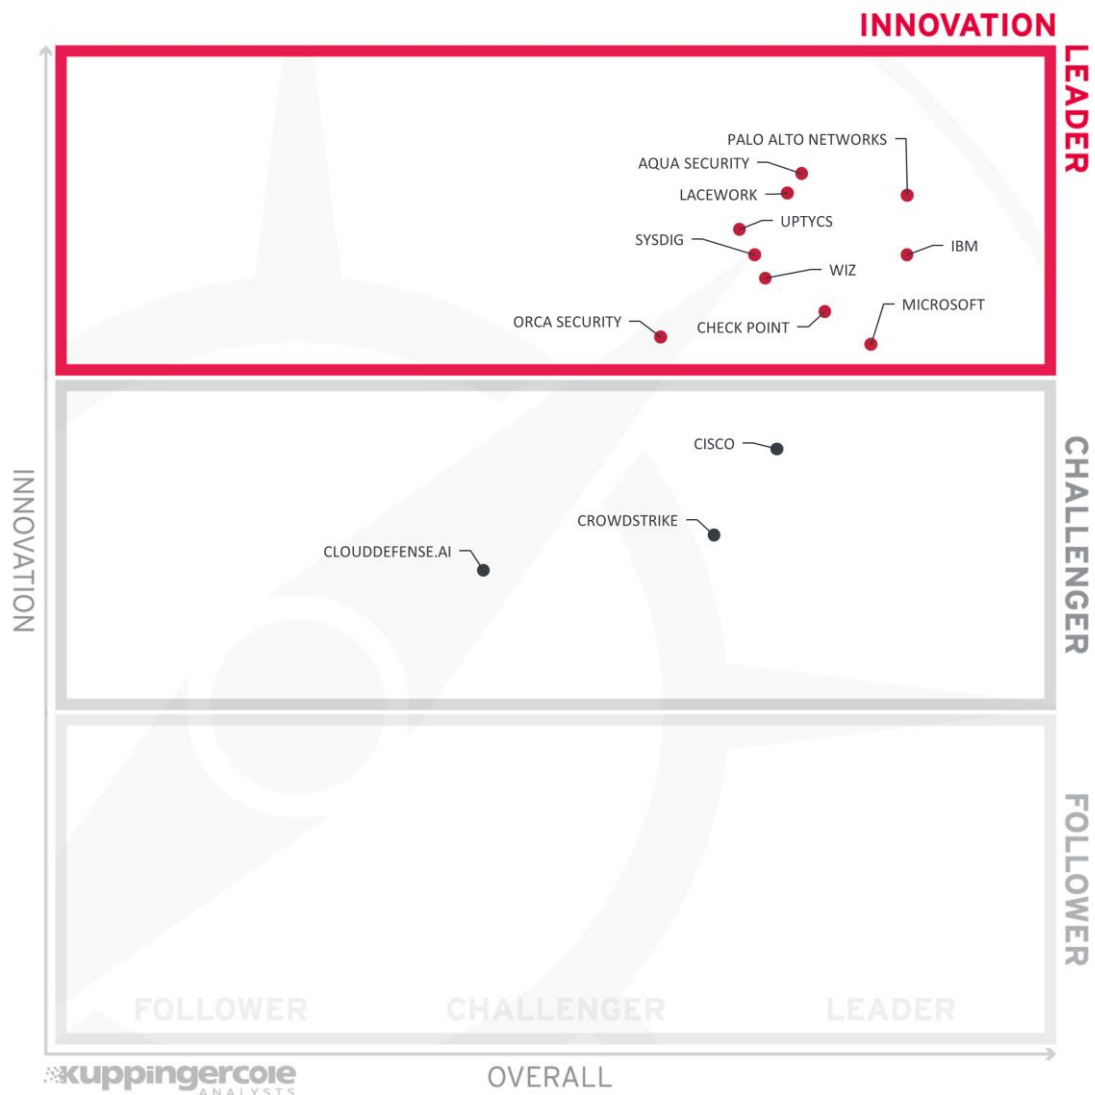 INNOVATION
LEADER
PALO ALTO NETWORKS
AQUA SECURITY
LACEWORK
UPTYCS
SYSDIG
IBM
WIZ
MICROSOFT
ORCA SECURITY
CHECK POINT
CISCO
CROWDSTRIKE
CLOUDDEFENSE.AI
INNOVATION
CHALLENGER
FOLLOWER
FOLLOWER
CHALLENGER
LEADER
kuppingercole
ANALYSTS
OVERALL